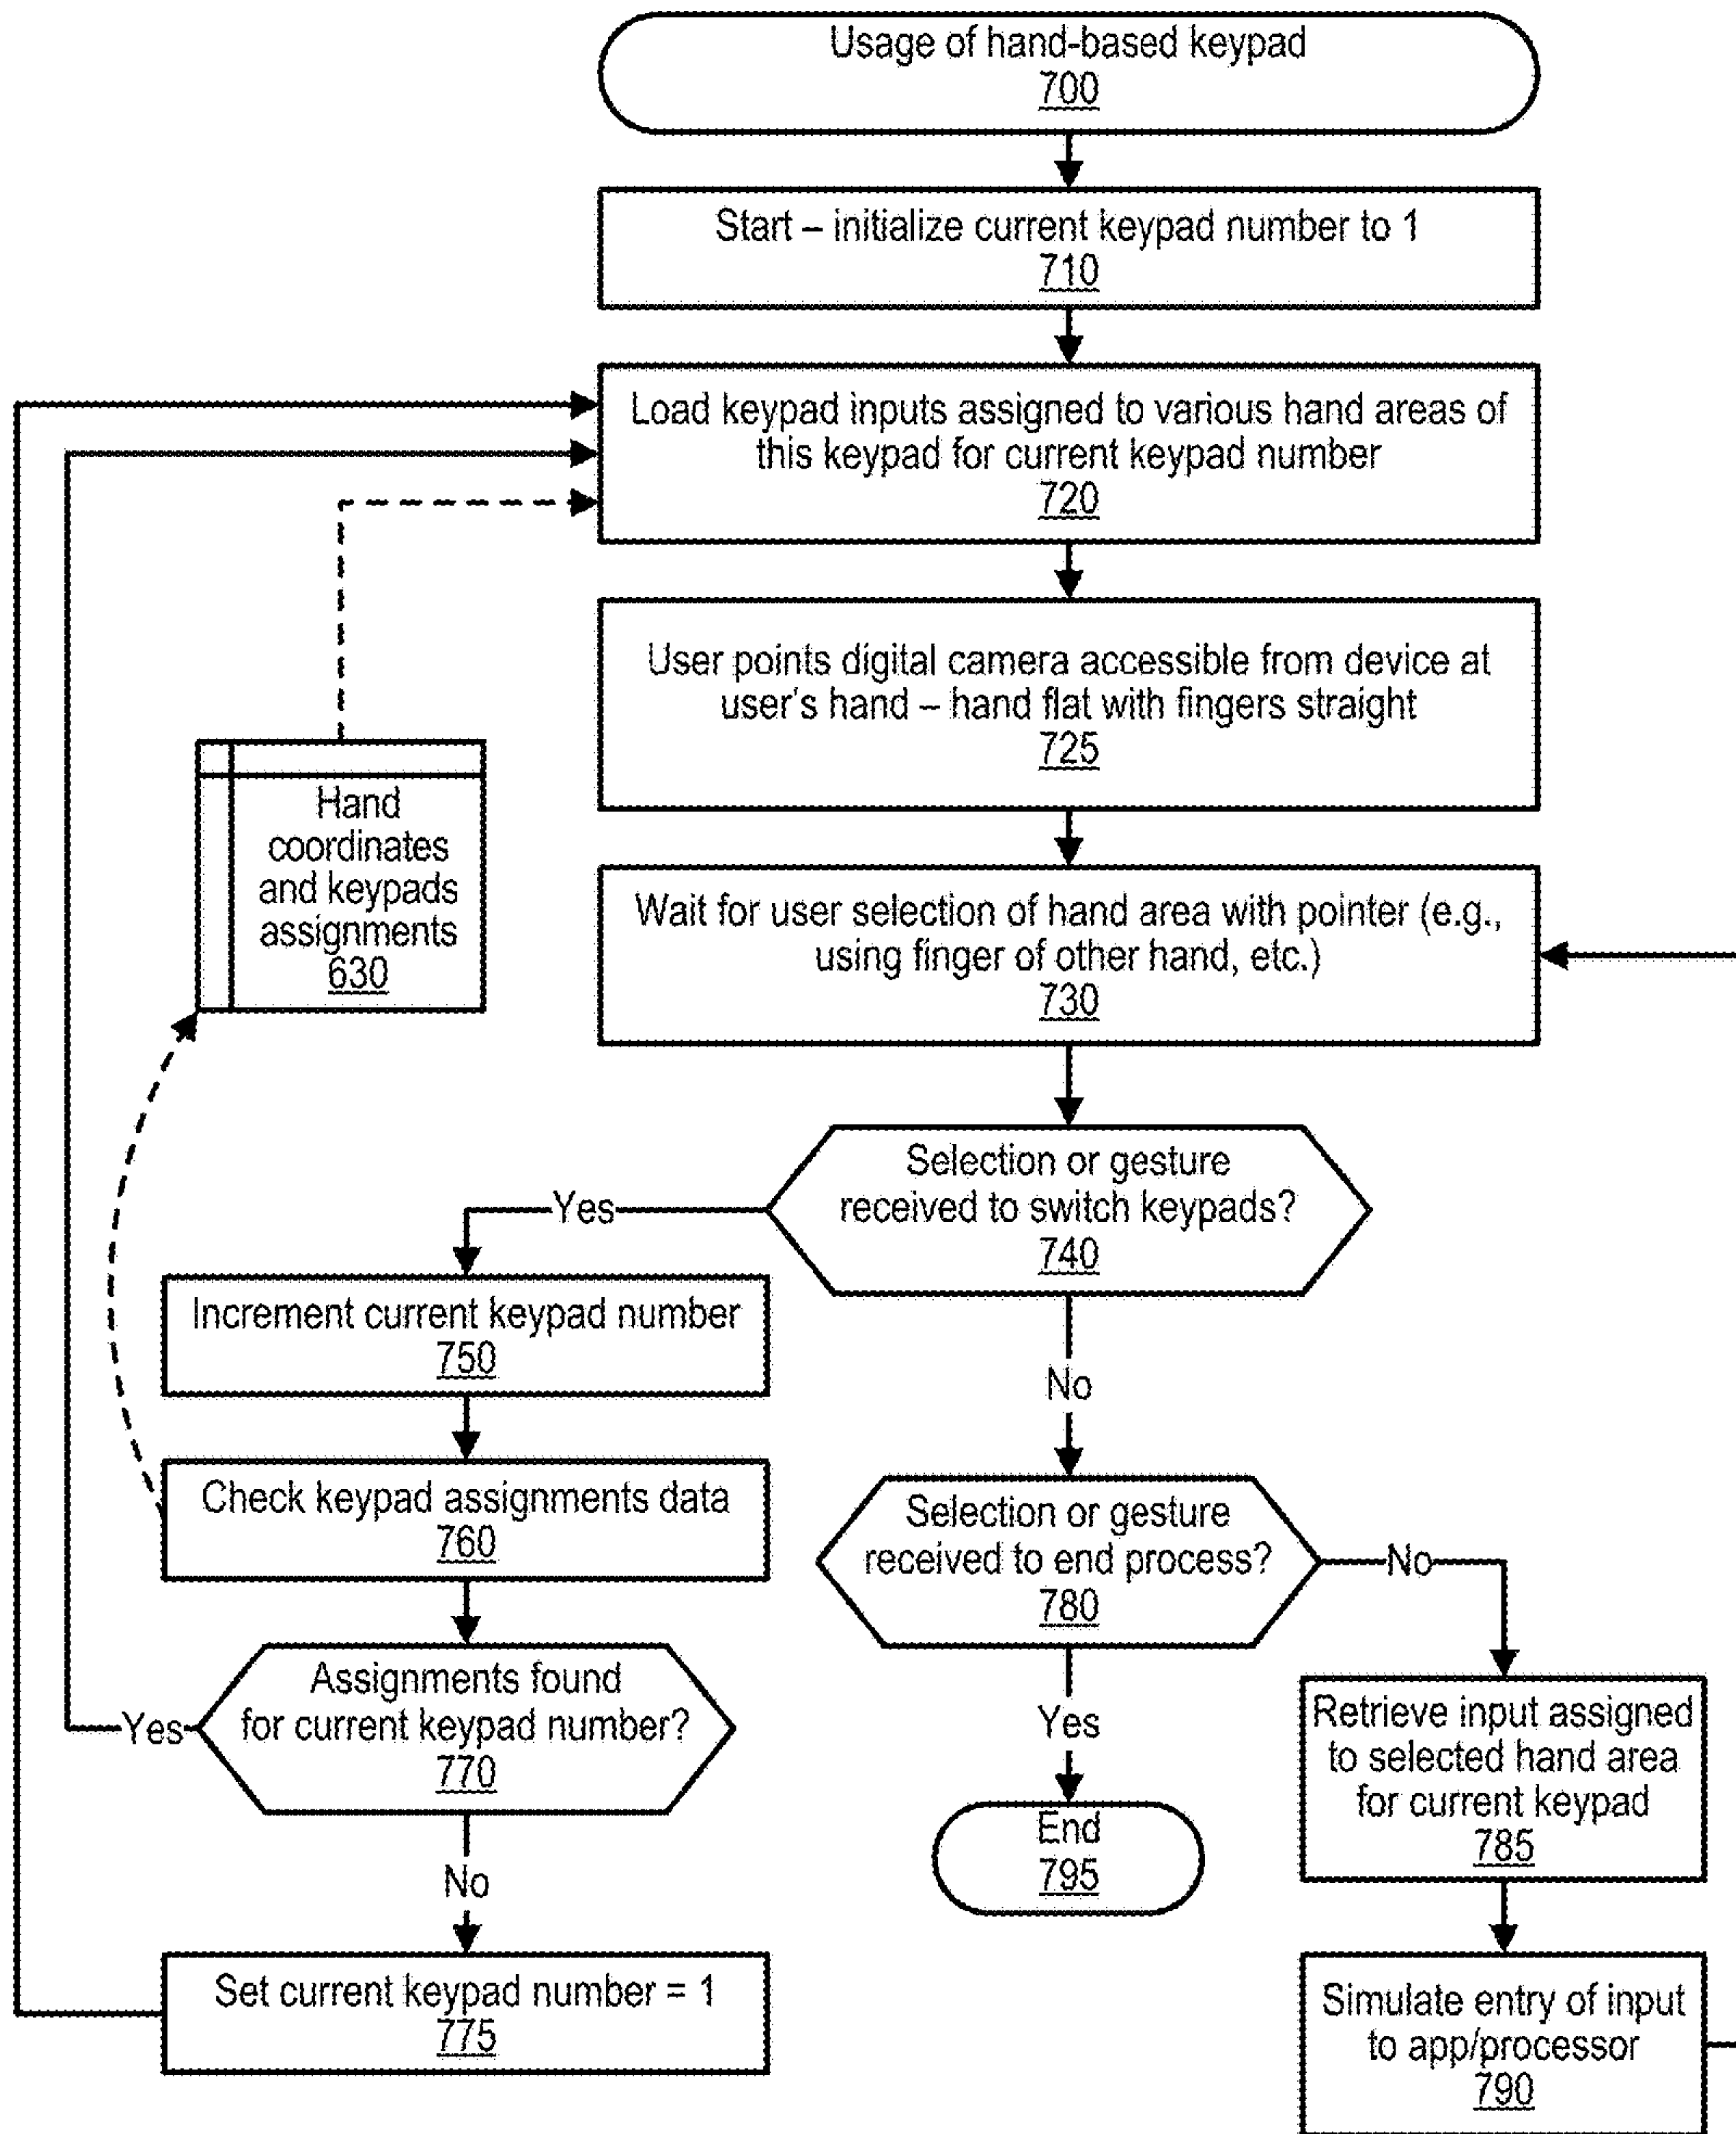 Usage of hand-based keypad
700
Start – initialize current keypad number to 1
710
Load keypad inputs assigned to various hand areas of
this keypad for current keypad number
720
User points digital camera accessible from device at
user's hand – hand flat with fingers straight
725
Hand
coordinates
and keypads
assignments
630
Wait for user selection of hand area with pointer (e.g.,
using finger of other hand, etc.)
730
Selection or gesture
received to switch keypads?
740
Yes
Increment current keypad number
750
No
Check keypad assignments data
760
Selection or gesture
received to end process?
780
No
Assignments found
for current keypad number?
770
Yes
Yes
Retrieve input assigned
to selected hand area
for current keypad
785
End
795
No
Set current keypad number = 1
775
Simulate entry of input
to app/processor
790